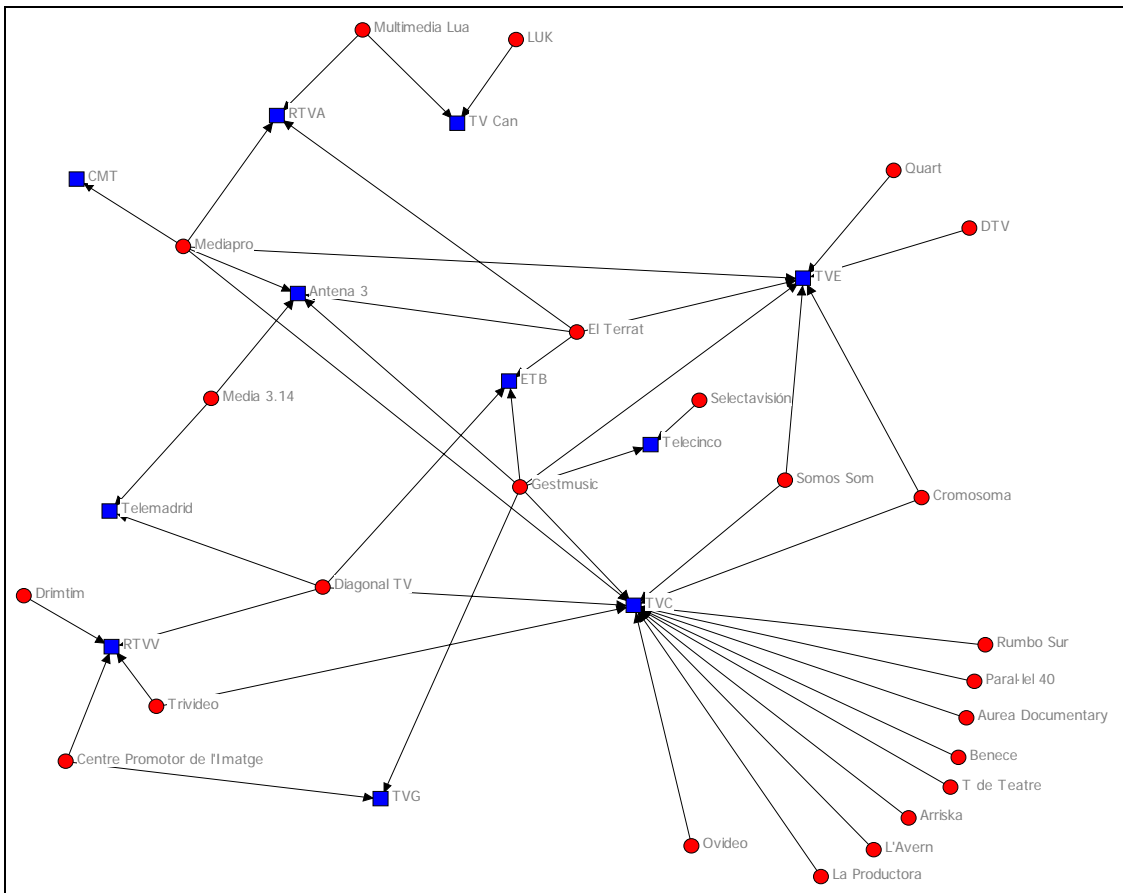 Multimedia Lua
LUK
RTVA
TV Can
Quart
CMT
DTV
Mediapro
TVE
Antena 3
El Terrat
ETB
Media 3.14
Selectavisión
Telecinco
Gestmusic
Somos Som
Cromosoma
Telemadrid
Diagonal TV
Drimtim
TVC
RTVV
Rumbo Sur
Paral·lel 40
Trivideo
Aurea Documentary
Centre Promotor de l'Imatge
Benece
T de Teatre
TVG
Arriska
Ovideo
L'Avern
La Productora